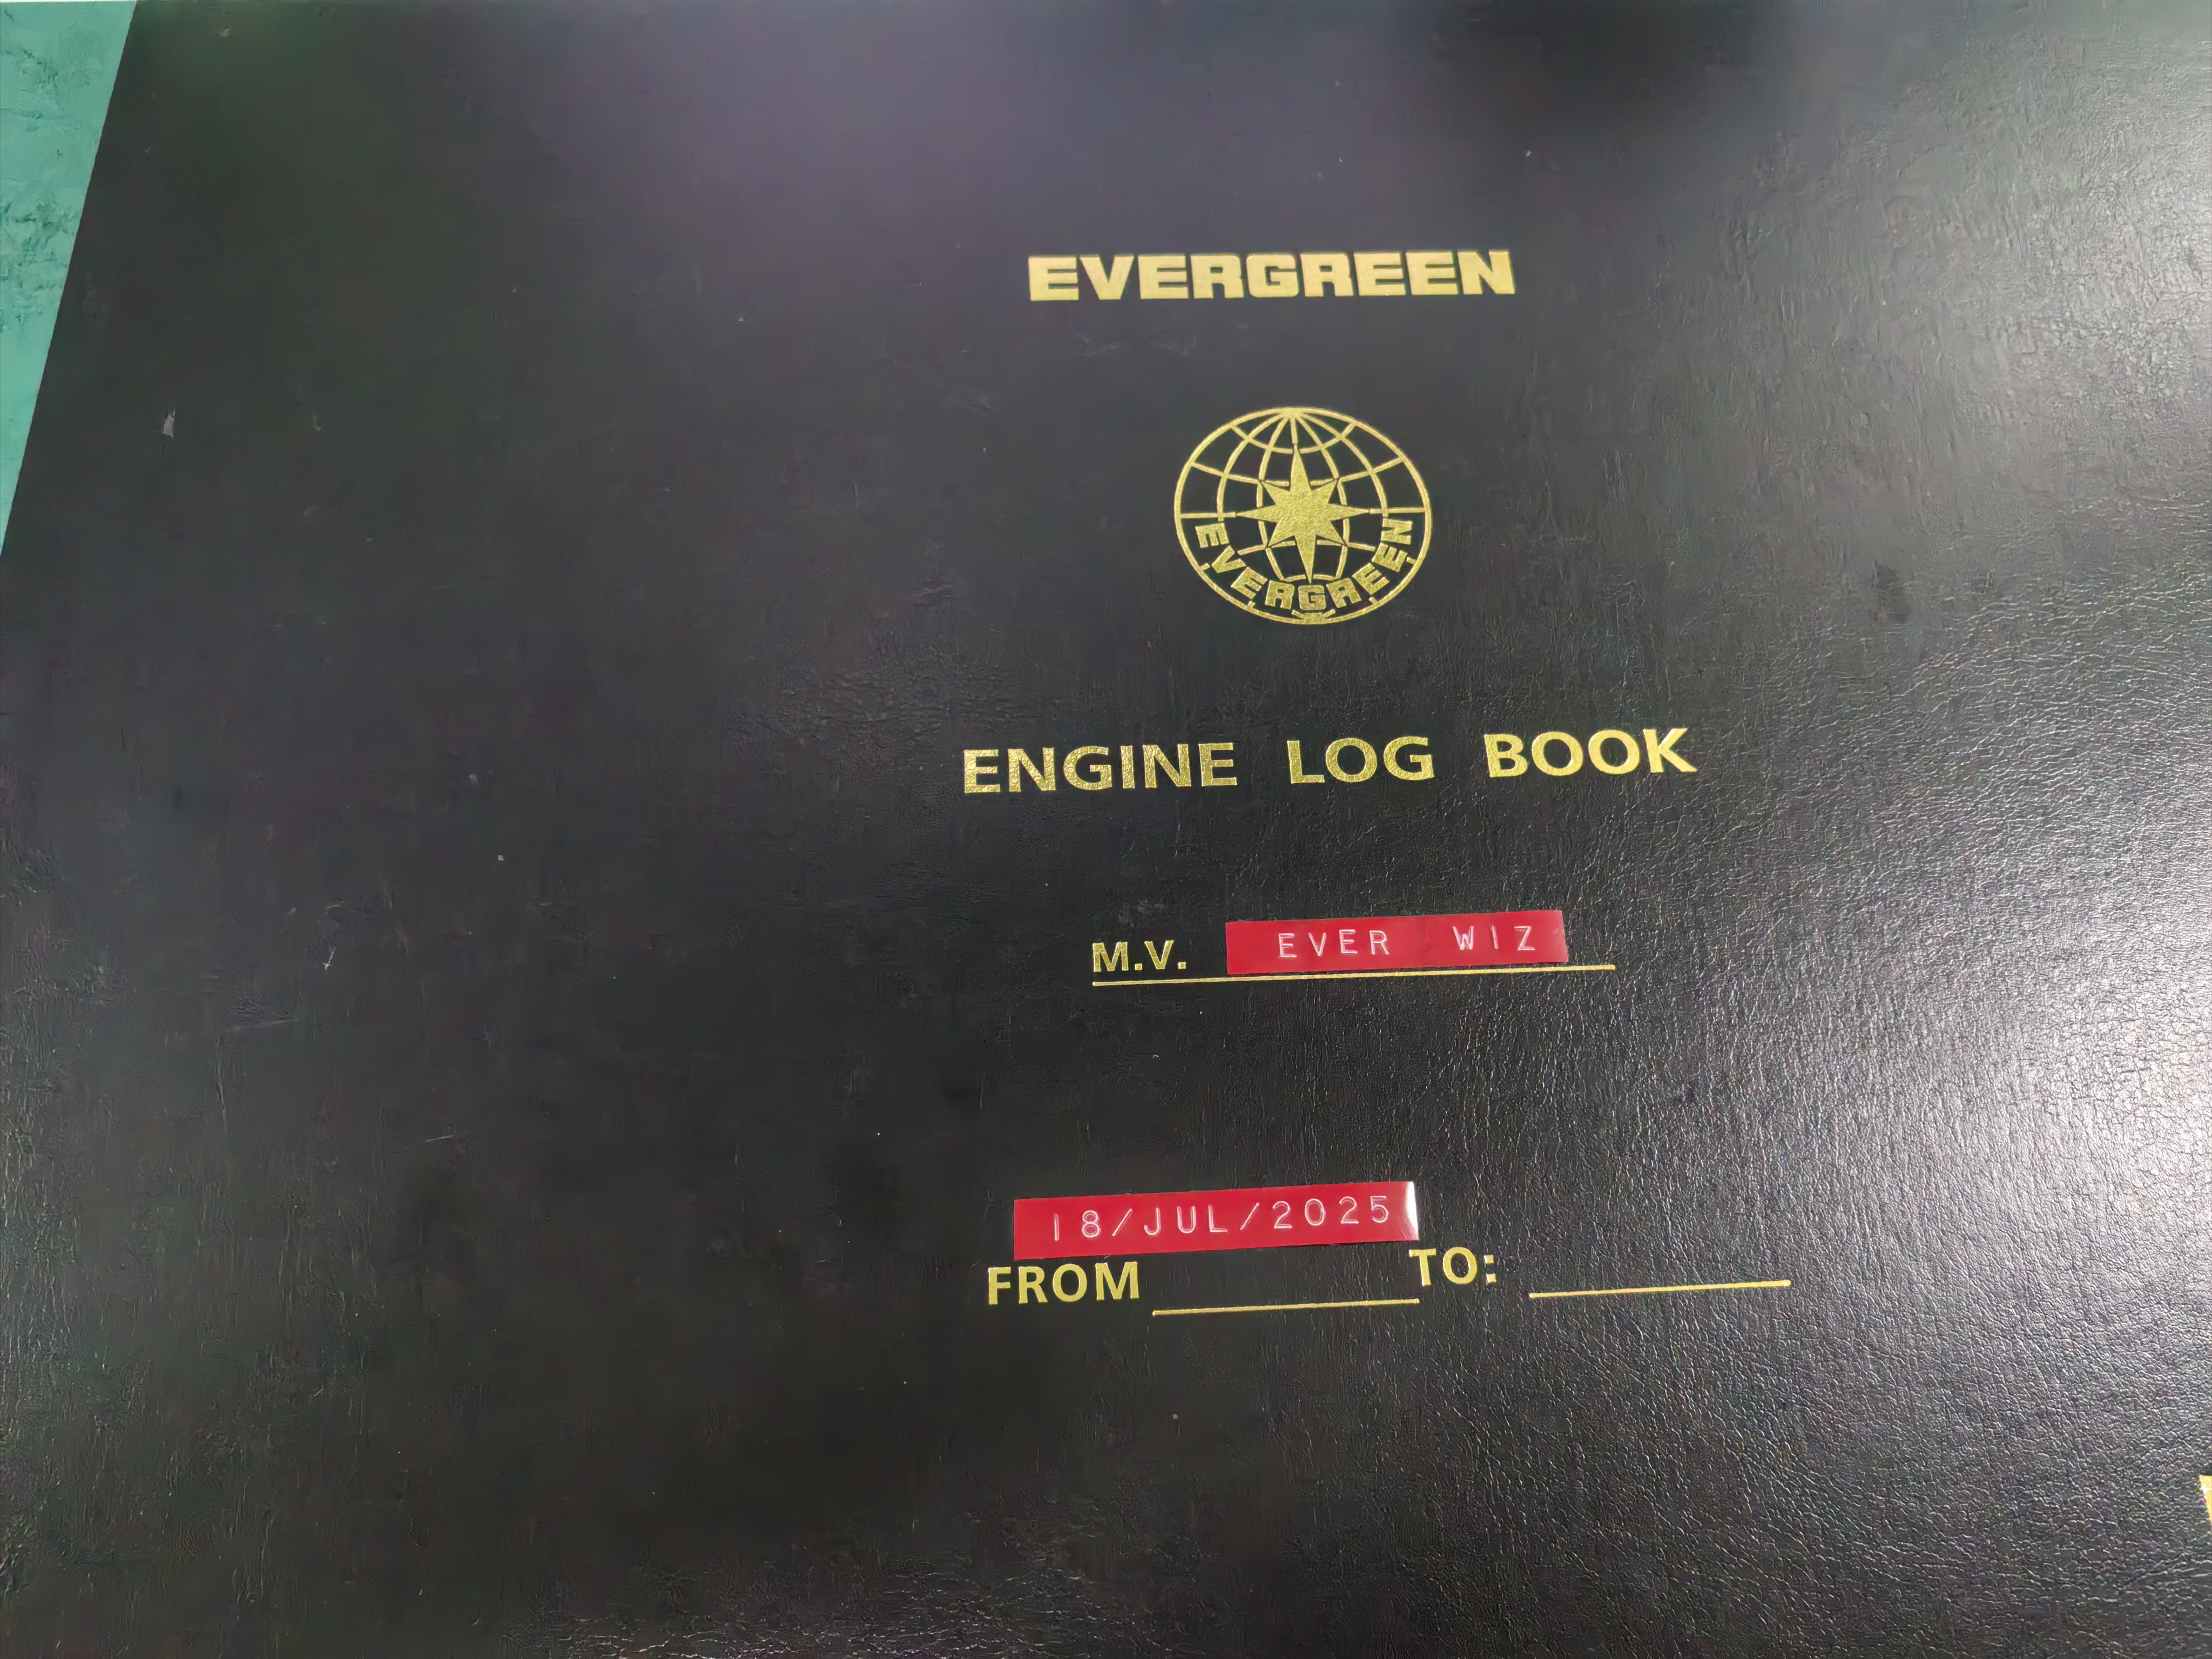 EVERGREEN
EVERGREEN
ENGINE LOG BOOK
M.V. EVER WIZ
18/JUL/2025
FROM TO: